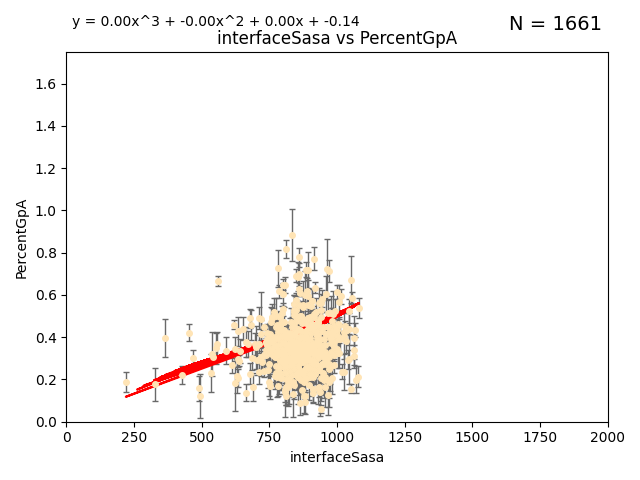 y = 0.00x^3 + -0.00x^2 + 0.00x + -0.14
N = 1661
interfaceSasa vs PercentGpA
PercentGpA
1.6
1.4
1.2
1.0
0.8
0.6
0.4
0.2
0.0
0 250 500 750 1000 1250 1500 1750 2000
interfaceSasa